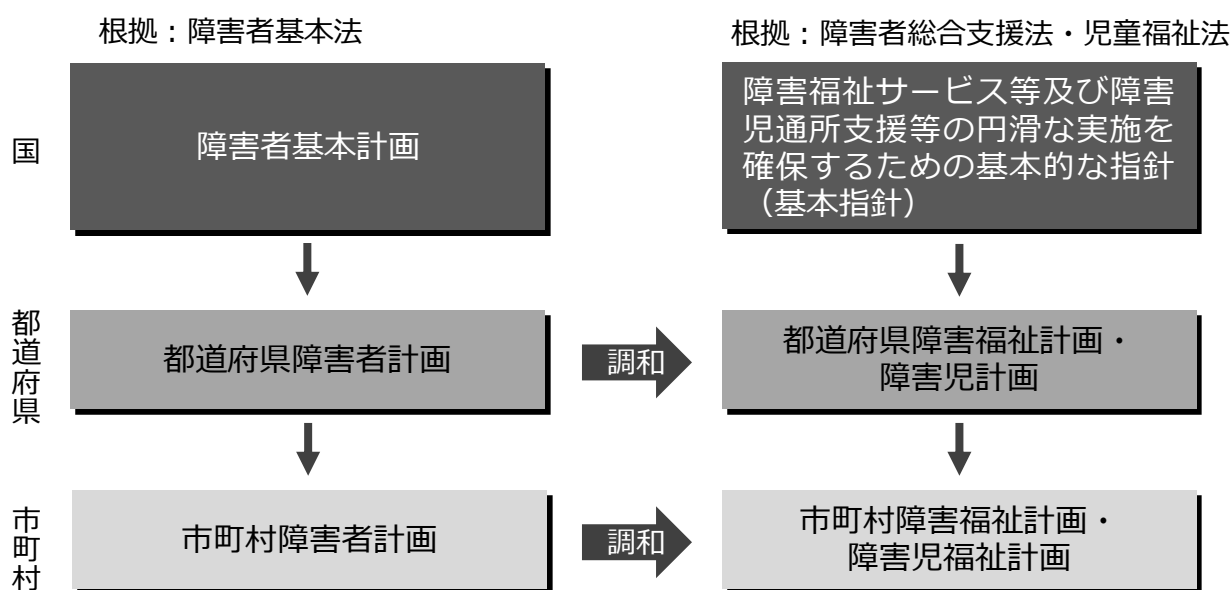 根拠：障害者基本法
根拠：障害者総合支援法・児童福祉法
国
障害者基本計画
障害福祉サービス等及び障害
児通所支援等の円滑な実施を
確保するための基本的な指針
（基本指針）
都道府県
都道府県障害者計画
調和
都道府県障害福祉計画・
障害児計画
市町村
市町村障害者計画
調和
市町村障害福祉計画・
障害児福祉計画